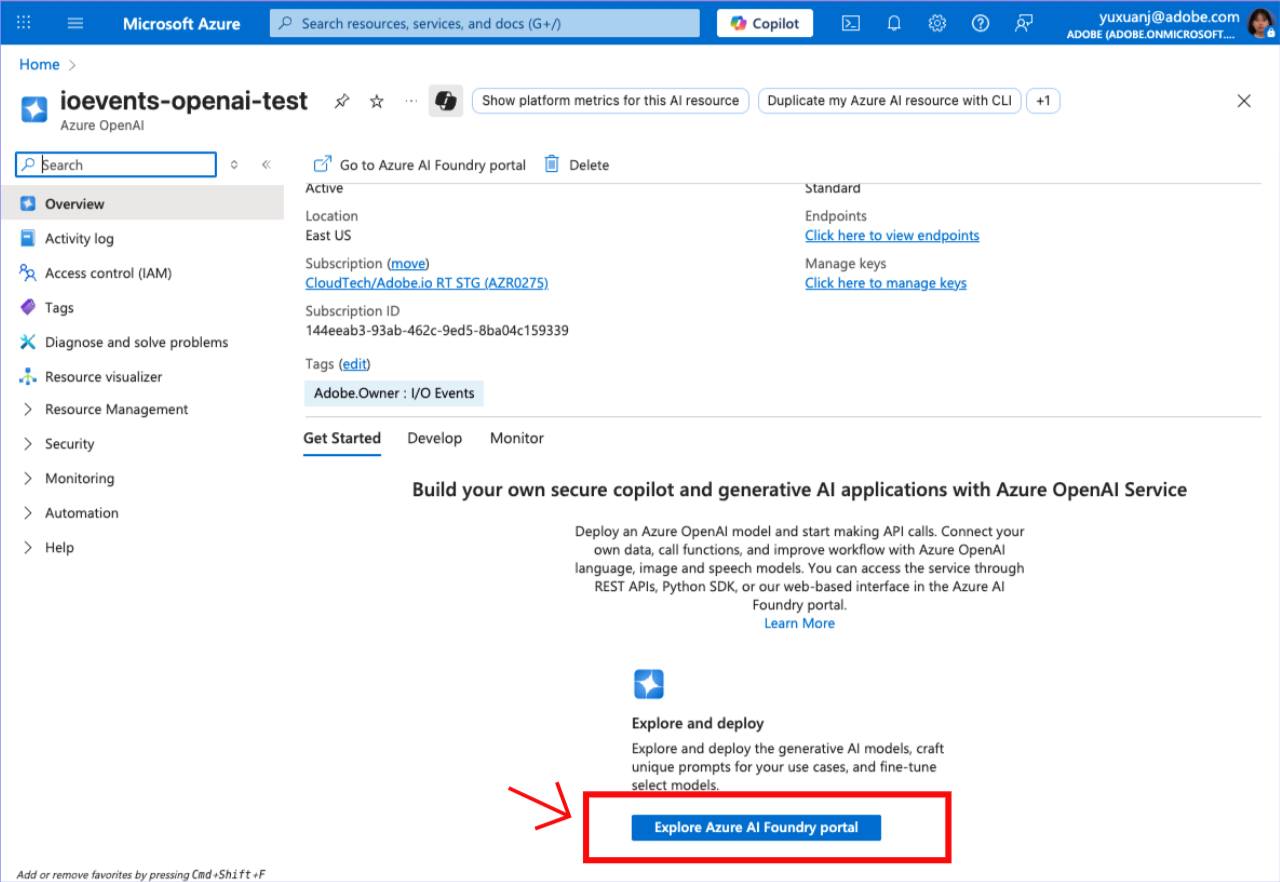 Microsoft Azure
Search resources, services, and docs (G+/)
Copilot
yuxuanj@adobe.com
ADOBE (ADOBE.ONMICROSOFT....
Home
ioevents-openai-test
Azure OpenAI
Show platform metrics for this AI resource
Duplicate my Azure AI resource with CLI
+1
Search
Overview
Activity log
Access control (IAM)
Tags
Diagnose and solve problems
Resource visualizer
Resource Management
Security
Monitoring
Automation
Help
Add or remove favorites by pressing Cmd+Shift+F
Go to Azure AI Foundry portal
Delete
Active
Location
East US
Subscription (move)
CloudTech/Adobe.io RT STG (AZR0275)
Subscription ID
144eeab3-93ab-462c-9ed5-8ba04c159339
Tags (edit)
Adobe.Owner : I/O Events
Standard
Endpoints
Click here to view endpoints
Manage keys
Click here to manage keys
Get Started
Develop
Monitor
Build your own secure copilot and generative AI applications with Azure OpenAI Service
Deploy an Azure OpenAI model and start making API calls. Connect your
own data, call functions, and improve workflow with Azure OpenAI
language, image and speech models. You can access the service through
REST APIs, Python SDK, or our web-based interface in the Azure AI
Foundry portal.
Learn More
Explore and deploy
Explore and deploy the generative AI models, craft
unique prompts for your use cases, and fine-tune
select models.
Explore Azure AI Foundry portal